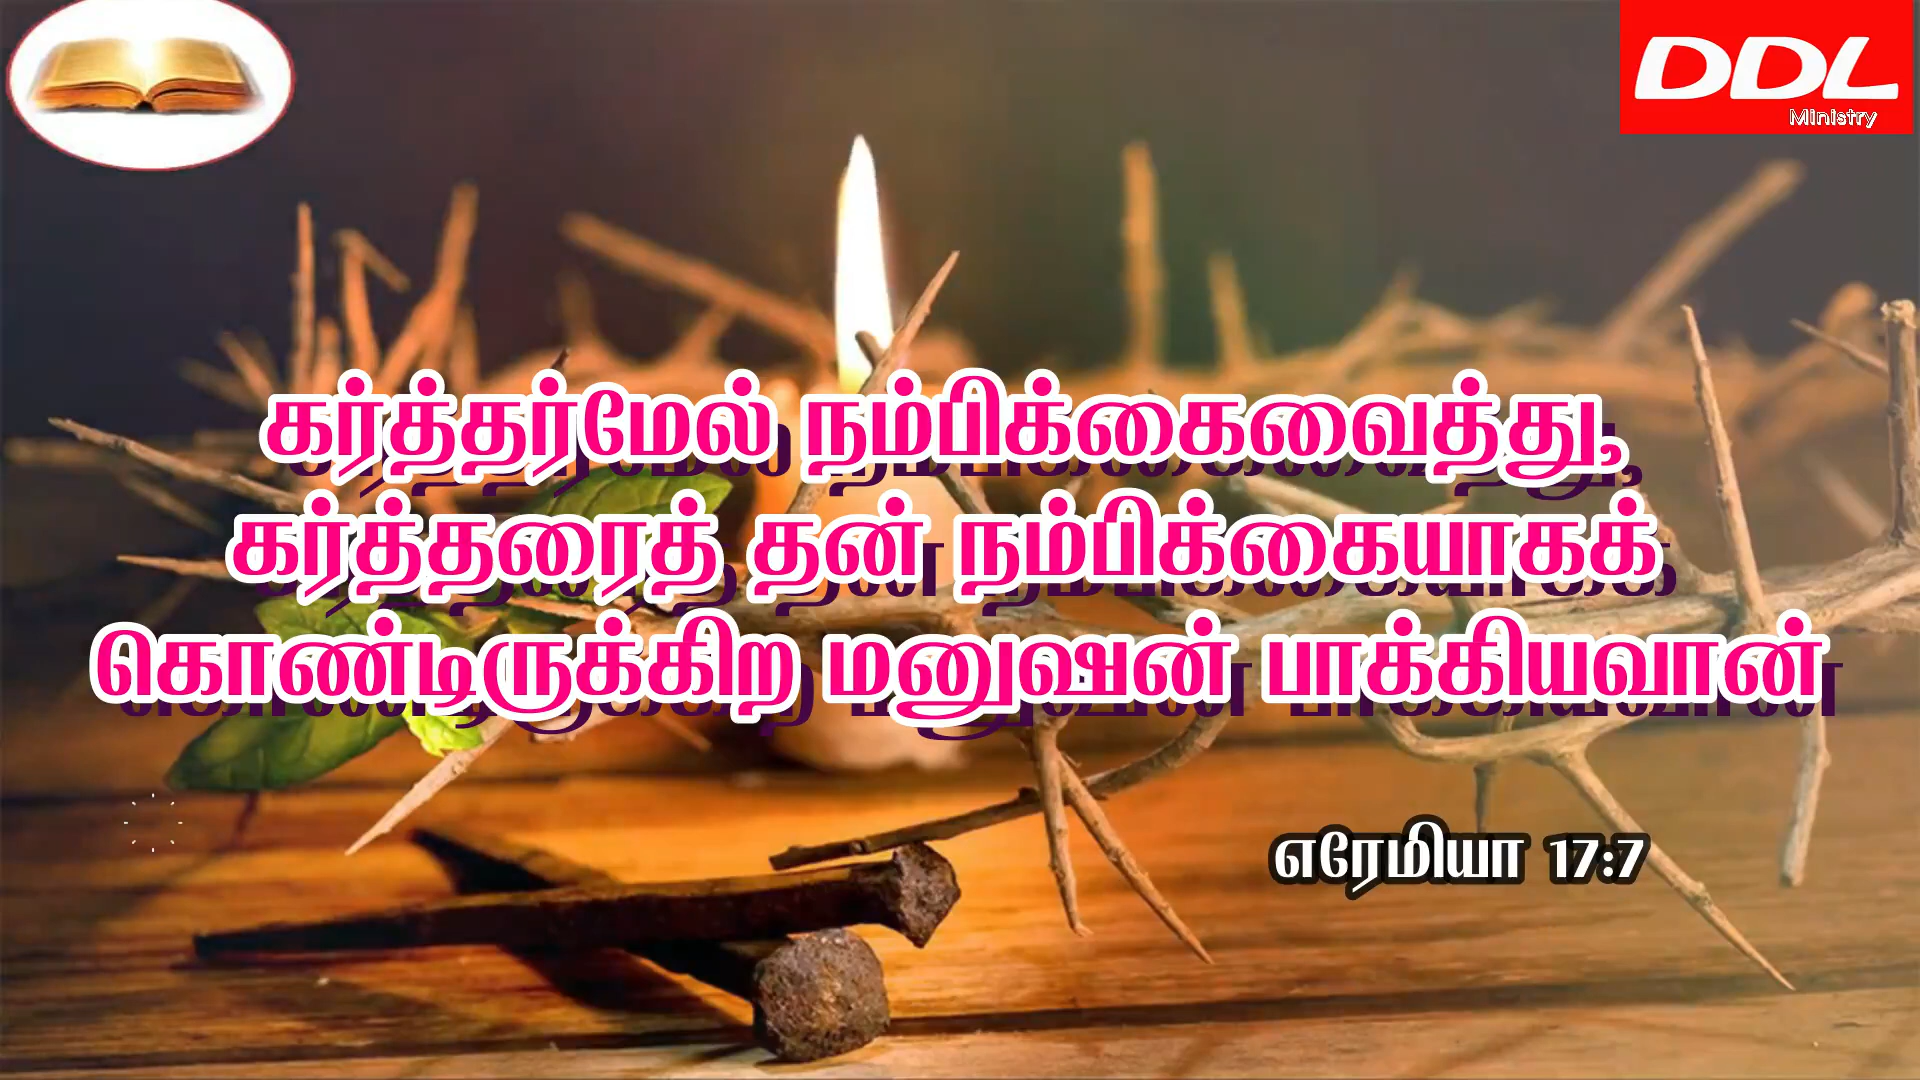 DDL
Ministry
கர்த்தர்மேல் நம்பிக்கைவைத்து,
கர்த்தரைத் தன் நம்பிக்கையாகக்
கொண்டிருக்கிற மனுஷன் பாக்கியவான்
எரேமியா 17:7